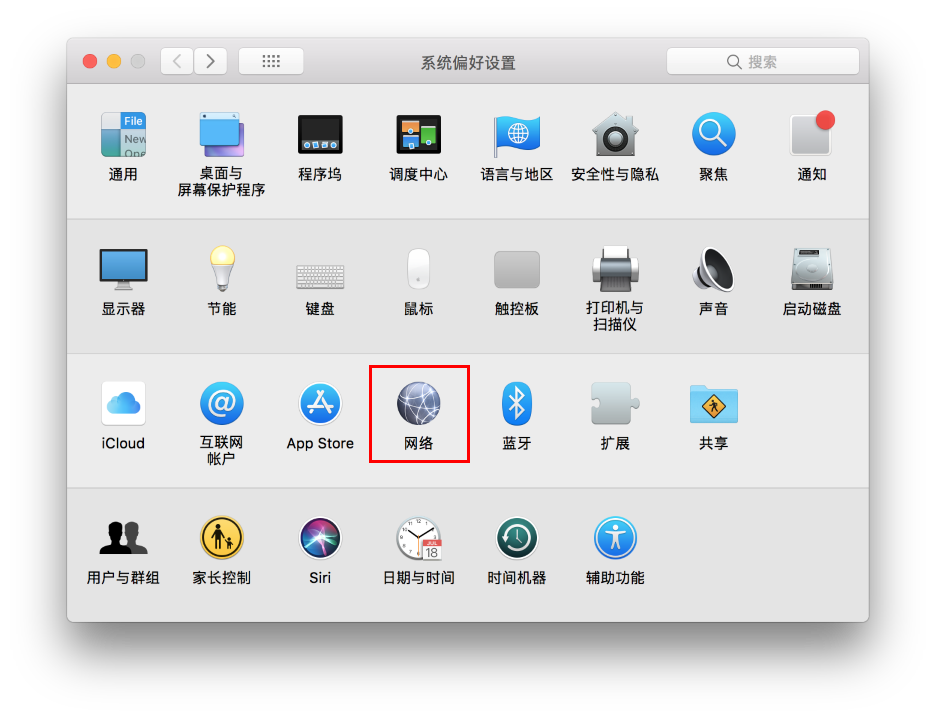 系统偏好设置
搜索
File
New
Ope
通用
桌面与
屏幕保护程序
程序坞
调度中心
语言与地区
安全性与隐私
聚焦
通知
显示器
节能
键盘
鼠标
触控板
打印机与
扫描仪
声音
启动磁盘
iCloud
@
互联网
帐户
App Store
网络
蓝牙
扩展
共享
用户与群组
家长控制
Siri
JUL
18
日期与时间
时间机器
辅助功能